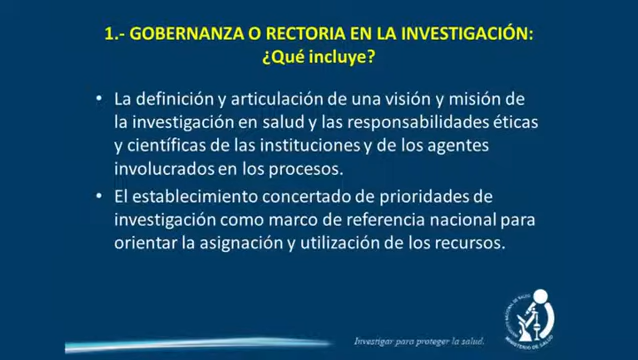 1.- GOBERNANZA O RECTORIA EN LA INVESTIGACIÓN:
¿Qué incluye?
• La definición y articulación de una visión y misión de
la investigación en salud y las responsabilidades éticas
y científicas de las instituciones y de los agentes
involucrados en los procesos.
• El establecimiento concertado de prioridades de
investigación como marco de referencia nacional para
orientar la asignación y utilización de los recursos.
Investigar para proteger la salud.
MINISTERIO DE SALUD